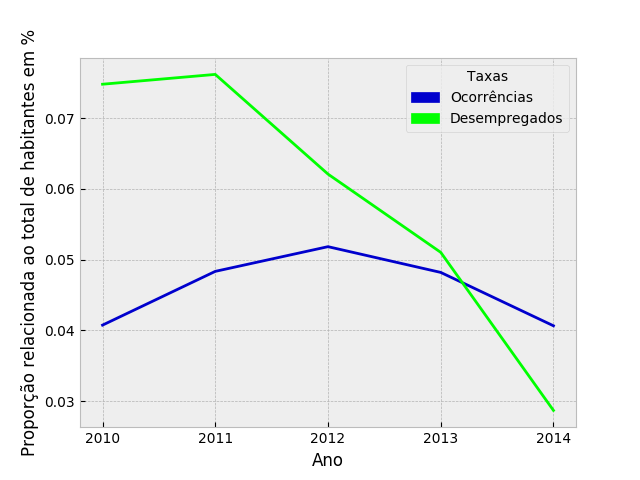 Proporção relacionada ao total de habitantes em %
Taxas
Ocorrências
Desempregados
0.07
0.06
0.05
0.04
0.03
2010 2011 2012 2013 2014
Ano